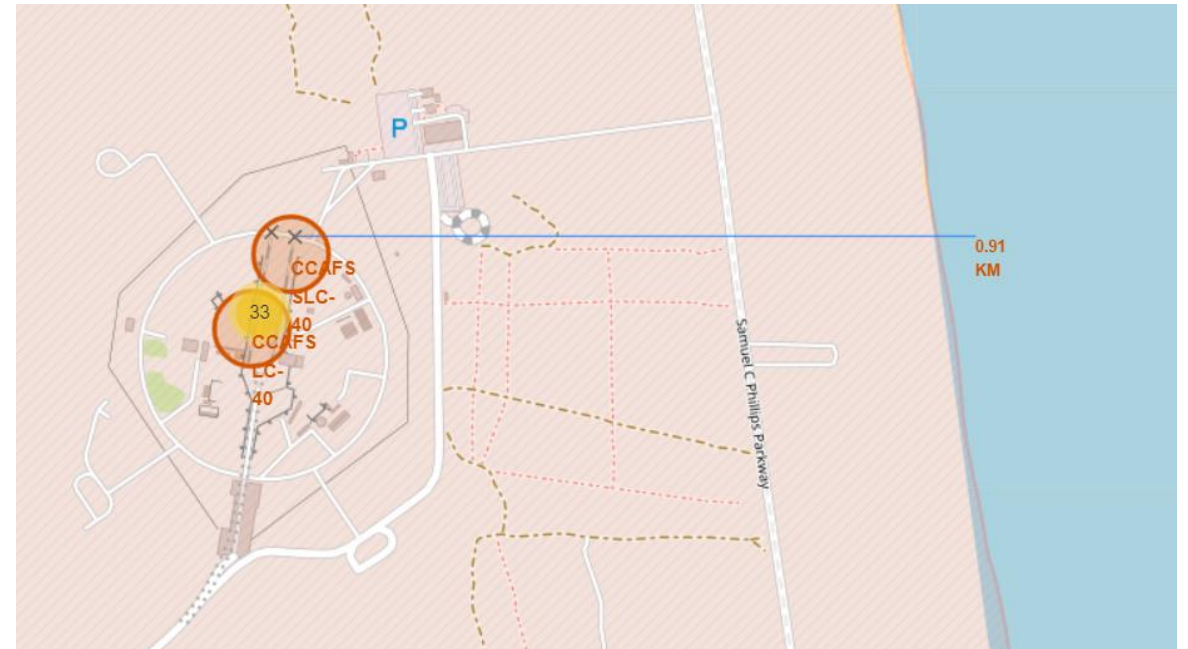 P
0.91
KM
CCAFS
SLC-
40
33
CCAFS
LC-
40
Samuel C Phillips Parkway